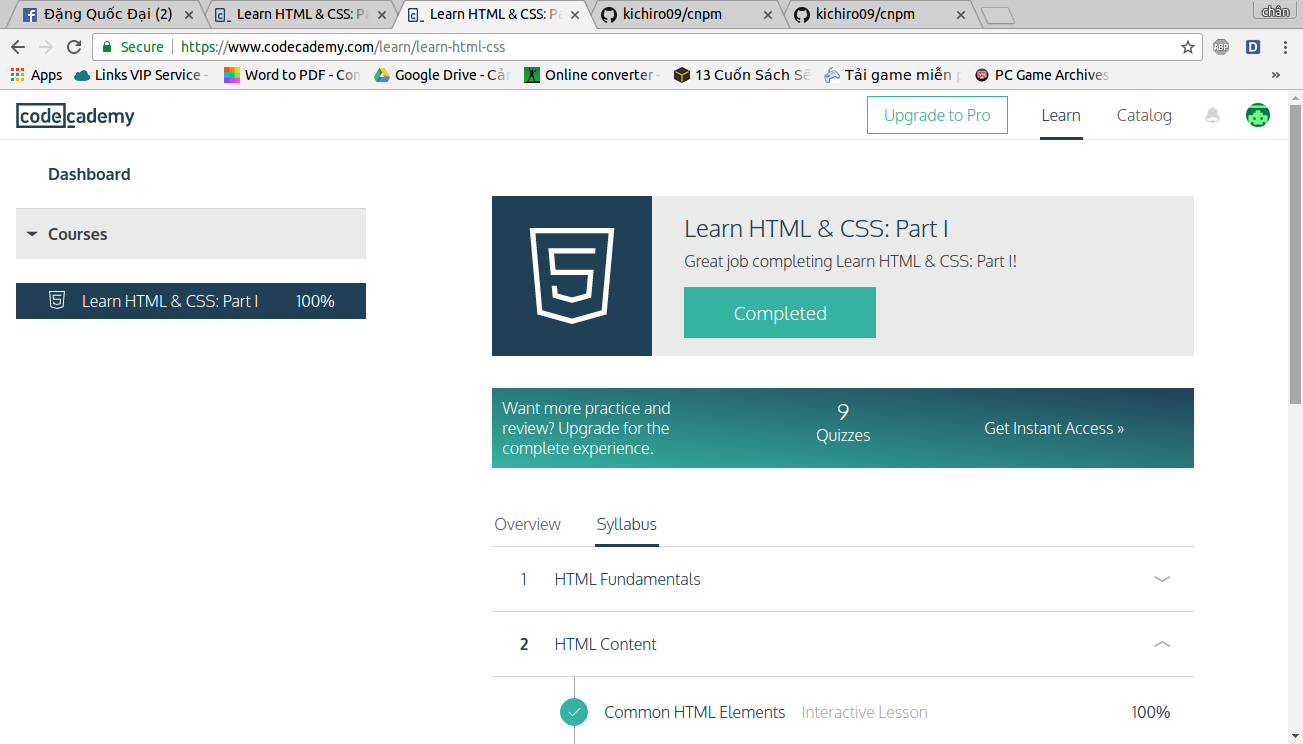 Đặng Quốc Đại (2)
Learn HTML & CSS: P
Learn HTML & CSS: P
kichiro09/cnpm
kichiro09/cnpm
chân
Secure
https://www.codecademy.com/learn/learn-html-css
ABP
D
Apps
Links VIP Service -
Word to PDF - Con
Google Drive - Cả
Online converter -
13 Cuốn Sách Sẽ
Tải game miễn
PC Game Archives
»
codecademy
Upgrade to Pro
Learn
Catalog
Dashboard
Courses
Learn HTML & CSS: Part I
100%
Learn HTML & CSS: Part I
Great job completing Learn HTML & CSS: Part I!
Completed
Want more practice and
review? Upgrade for the
complete experience.
9
Quizzes
Get Instant Access »
Overview
Syllabus
1 HTML Fundamentals
2 HTML Content
Common HTML Elements Interactive Lesson 100%